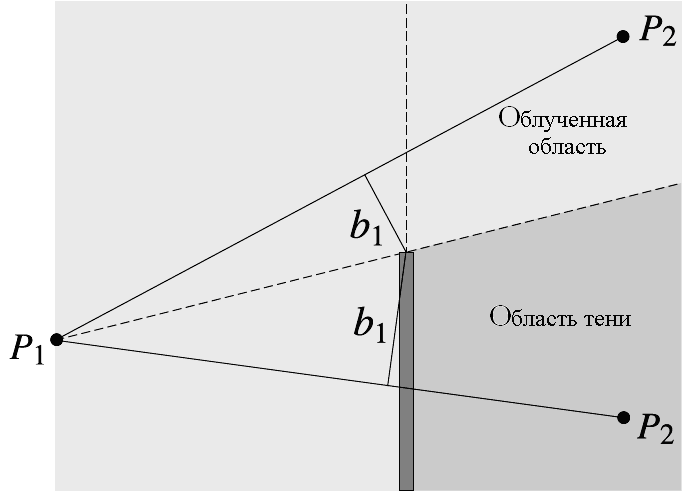 P2
Облученная
область
b1
Область тени
b1
P1
P2